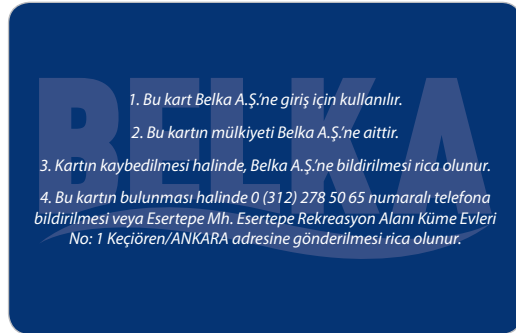 BELKA
1. Bu kart Belka A.Ş.'ne giriş için kullanılır.
2. Bu kartın mülkiyeti Belka A.Ş.'ne aittir.
3. Kartın kaybedilmesi halinde, Belka A.Ş.'ne bildirilmesi rica olunur.
4. Bu kartın bulunması halinde 0 (312) 278 50 65 numaralı telefona
bildirilmesi veya Esertepe Mh. Esertepe Rekreasyon Alanı Küme Evleri
No: 1 Keçiören/ANKARA adresine gönderilmesi rica olunur.